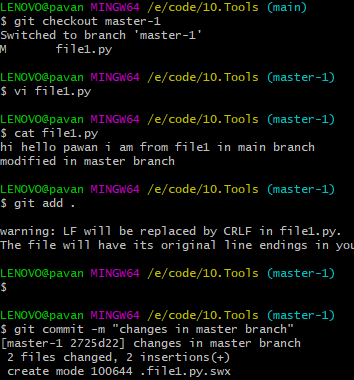 LENOVO@pavan MINGW64 /e/code/10.Tools (main)
$ git checkout master-1
Switched to branch 'master-1'
M       file1.py
LENOVO@pavan MINGW64 /e/code/10.Tools (master-1)
$ vi file1.py
LENOVO@pavan MINGW64 /e/code/10.Tools (master-1)
$ cat file1.py
hi hello pawan i am from file1 in main branch
modified in master branch
LENOVO@pavan MINGW64 /e/code/10.Tools (master-1)
$ git add .
warning: LF will be replaced by CRLF in file1.py.
The file will have its original line endings in you
LENOVO@pavan MINGW64 /e/code/10.Tools (master-1)
$
LENOVO@pavan MINGW64 /e/code/10.Tools (master-1)
$ git commit -m "changes in master branch"
[master-1 2725d22] changes in master branch
 2 files changed, 2 insertions(+)
 create mode 100644 .file1.py.swx